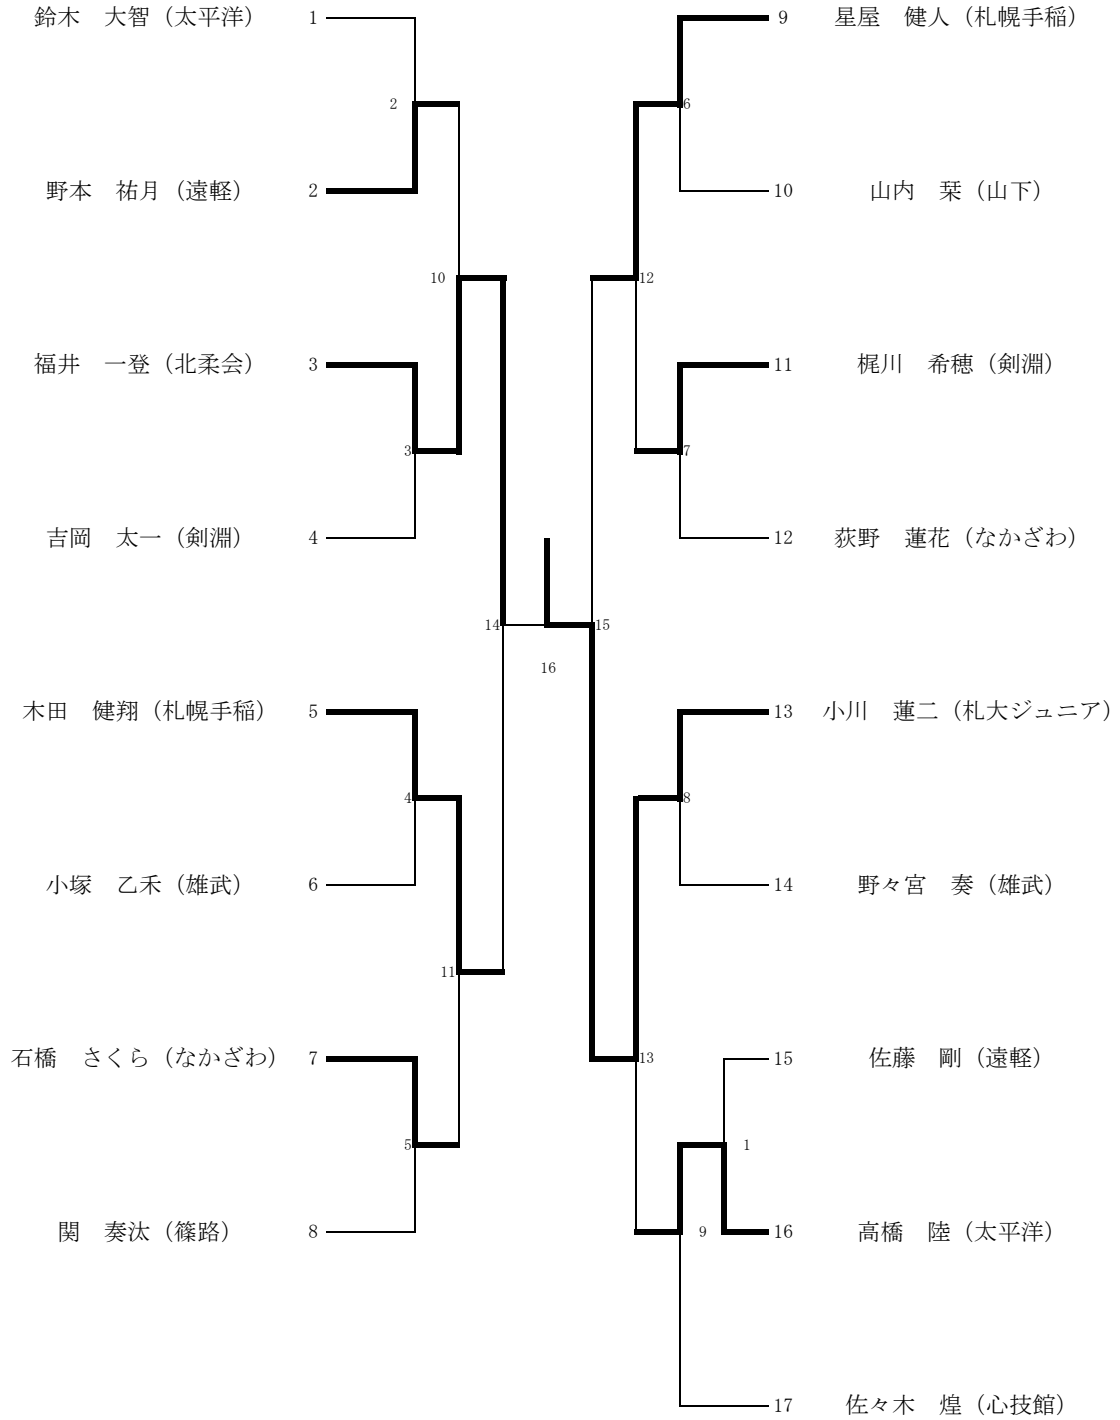 鈴木　大智（太平洋）　1
2
野本　祐月（遠軽）　2
10
福井　一登（北柔会）　3
3
吉岡　太一（剣淵）　4
14
木田　健翔（札幌手稲）　5
4
小塚　乙禾（雄武）　6
11
石橋　さくら（なかざわ）　7
5
関　奏汰（篠路）　8
16
9　星屋　健人（札幌手稲）
6
10　山内　栞（山下）
12
11　梶川　希穂（剣淵）
7
12　荻野　蓮花（なかざわ）
15
13　小川　蓮二（札大ジュニア）
8
14　野々宮　奏（雄武）
13
15　佐藤　剛（遠軽）
1
9
16　高橋　陸（太平洋）
17　佐々木　煌（心技館）